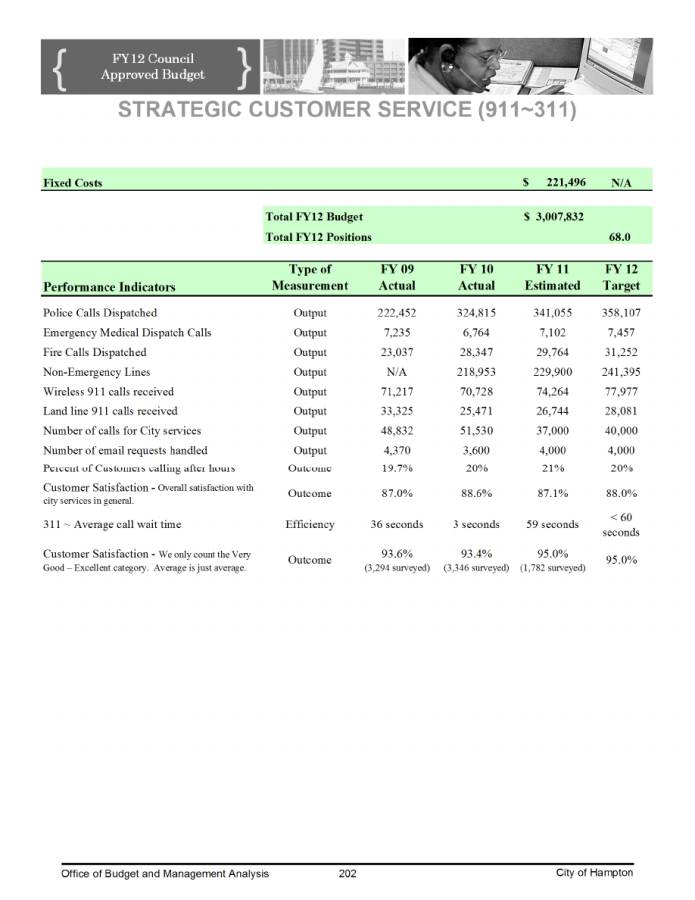 FY12 Council
Approved Budget
STRATEGIC CUSTOMER SERVICE (911~311)
Fixed Costs $ 221,496 N/A
Total FY12 Budget $ 3,007,832
Total FY12 Positions 68.0
Performance Indicators Type of Measurement FY 09 Actual FY 10 Actual FY 11 Estimated FY 12 Target
Police Calls Dispatched Output 222,452 324,815 341,055 358,107
Emergency Medical Dispatch Calls Output 7,235 6,764 7,102 7,457
Fire Calls Dispatched Output 23,037 28,347 29,764 31,252
Non-Emergency Lines Output N/A 218,953 229,900 241,395
Wireless 911 calls received Output 71,217 70,728 74,264 77,977
Land line 911 calls received Output 33,325 25,471 26,744 28,081
Number of calls for City services Output 48,832 51,530 37,000 40,000
Number of email requests handled Output 4,370 3,600 4,000 4,000
Percent of Customers calling after hours Outcome 19.7% 20% 21% 20%
Customer Satisfaction - Overall satisfaction with
city services in general. Outcome 87.0% 88.6% 87.1% 88.0%
311 ~ Average call wait time Efficiency 36 seconds 3 seconds 59 seconds < 60 seconds
Customer Satisfaction - We only count the Very
Good – Excellent category. Average is just average. Outcome 93.6% 93.4% 95.0% 95.0%
(3,294 surveyed) (3,346 surveyed) (1,782 surveyed)
Office of Budget and Management Analysis 202 City of Hampton